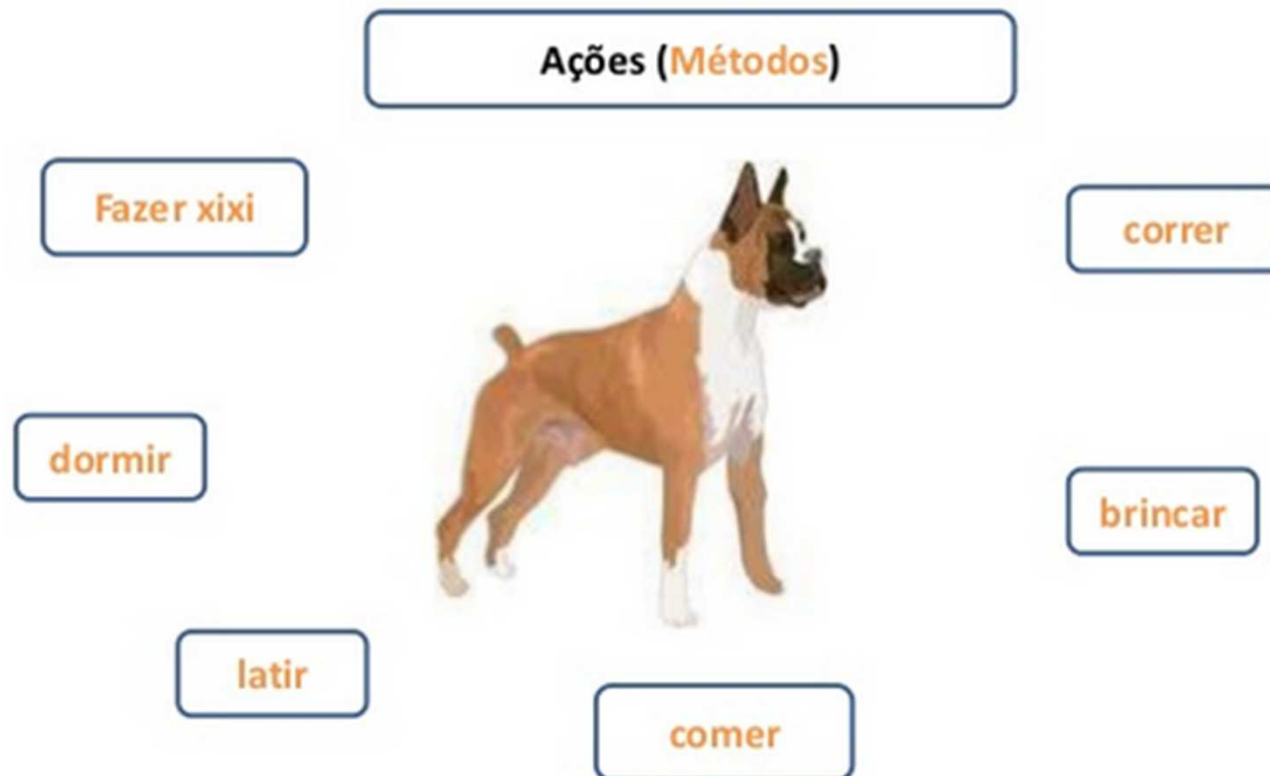 Ações (Métodos)
Fazer xixi
correr
dormir
brincar
latir
comer